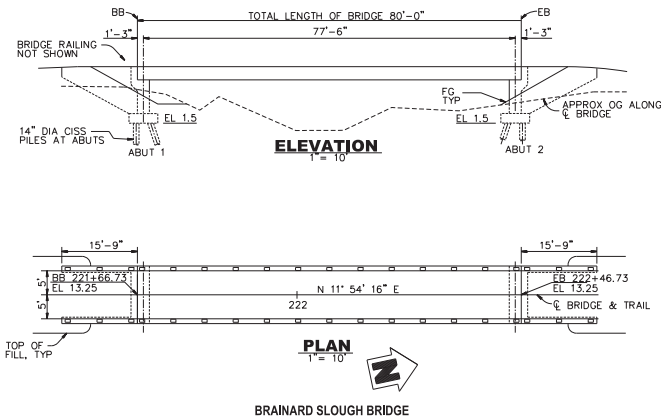 BB
TOTAL LENGTH OF BRIDGE 80'-0"
EB
1'-3"
77'-6"
1'-3"
BRIDGE RAILING
NOT SHOWN
FG
TYP
APPROX OG ALONG
℄ BRIDGE
EL 1.5
EL 1.5
14" DIA CISS
PILES AT ABUTS
ABUT 1
ABUT 2
ELEVATION
1"= 10'
15'-9"
15'-9"
5'
5'
BB 221+66.73
EL 13.25
N 11° 54' 16" E
222
EB 222+46.73
EL 13.25
℄ BRIDGE & TRAIL
TOP OF
FILL, TYP
PLAN
1"= 10'
N
BRAINARD SLOUGH BRIDGE